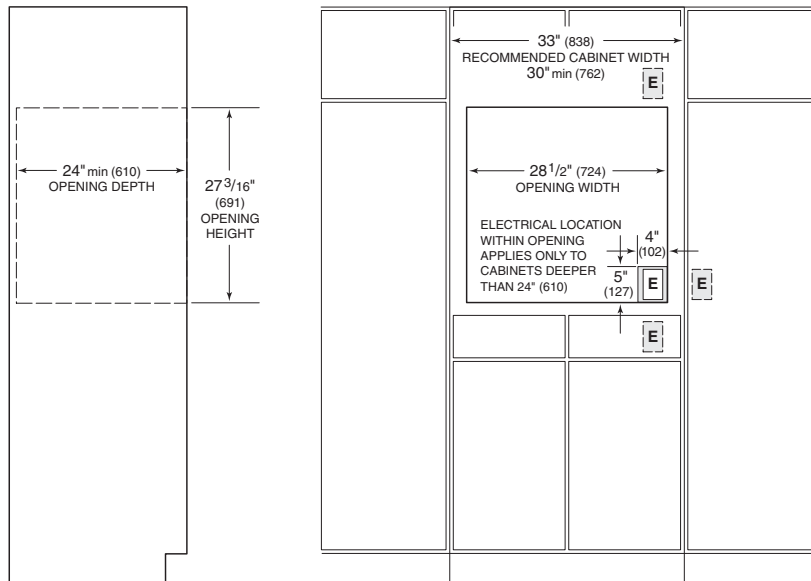 24" min (610)
OPENING DEPTH
27 3/16"
(691)
OPENING
HEIGHT
33" (838)
RECOMMENDED CABINET WIDTH
30" min (762)
E
28 1/2" (724)
OPENING WIDTH
ELECTRICAL LOCATION
WITHIN OPENING
APPLIES ONLY TO
CABINETS DEEPER
THAN 24" (610)
4"
(102)
5"
(127)
E
E
E